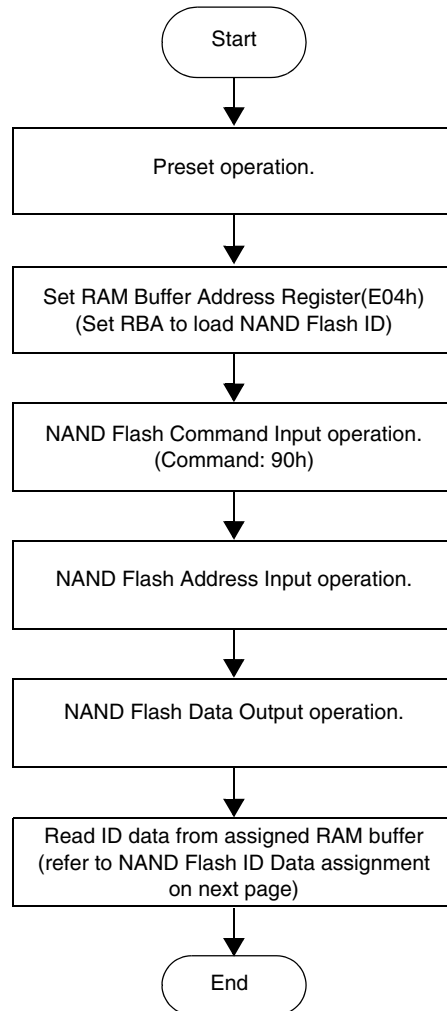 Start
Preset operation.
Set RAM Buffer Address Register(E04h)
(Set RBA to load NAND Flash ID)
NAND Flash Command Input operation.
(Command: 90h)
NAND Flash Address Input operation.
NAND Flash Data Output operation.
Read ID data from assigned RAM buffer
(refer to NAND Flash ID Data assignment
on next page)
End